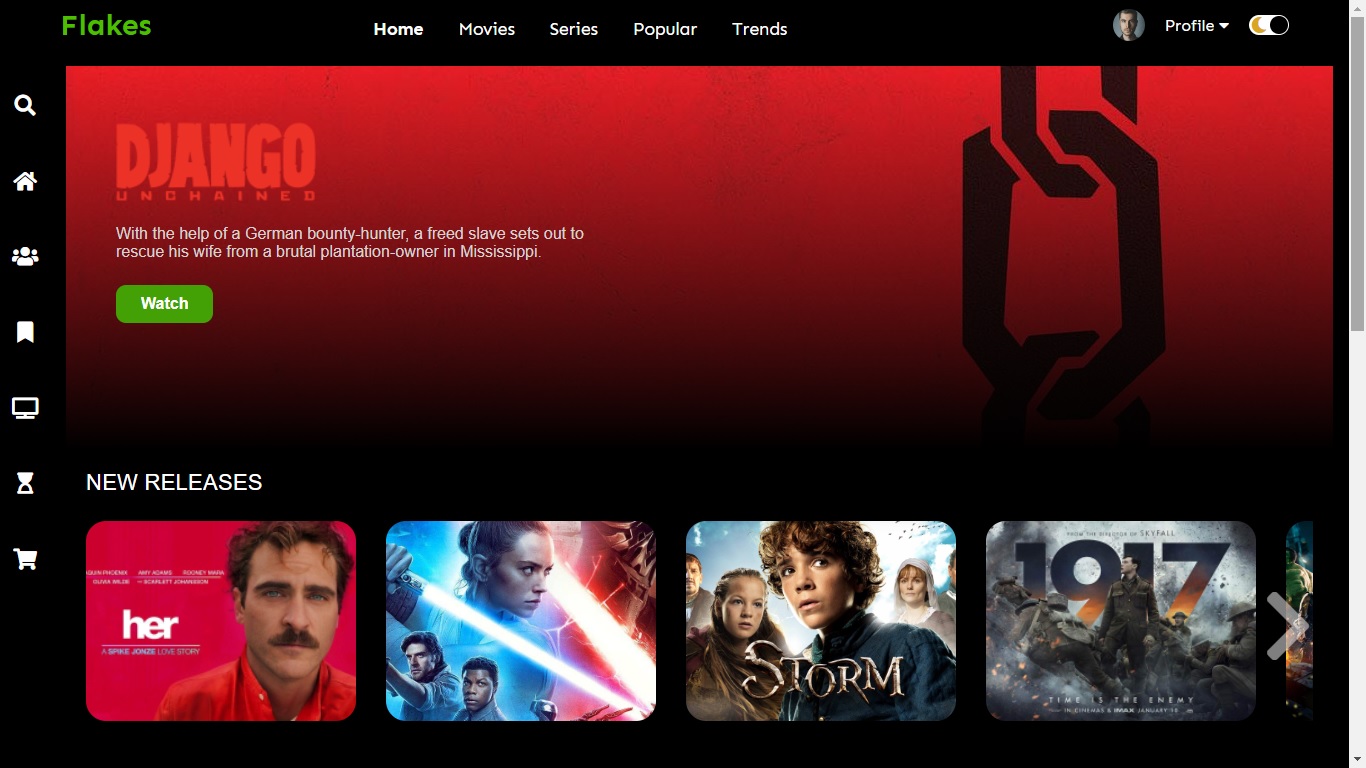 Flakes
Home
Movies
Series
Popular
Trends
Profile
DJANGO
UNCHAINED
With the help of a German bounty-hunter, a freed slave sets out to
rescue his wife from a brutal plantation-owner in Mississippi.
Watch
NEW RELEASES
AQUIN PHOENIX AMY ADAMS ROONEY MARA
OLIVIA WILDE AND SCARLETT JOHANSSON
her
A SPIKE JONZE LOVE STORY
STORM
FROM THE DIRECTOR OF SKYFALL
1917
TIME IS THE ENEMY
IN CINEMAS & IMAX JANUARY 10